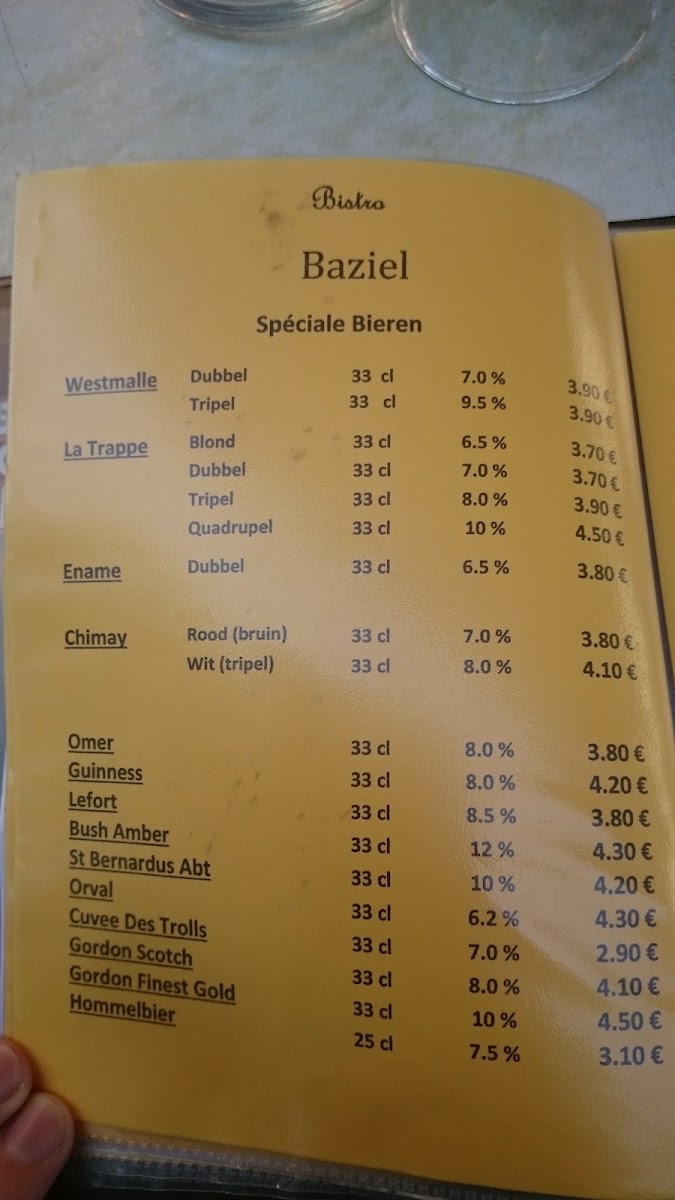 Bistro
Baziel
Spéciale Bieren
Westmalle Dubbel 33 cl 7.0 % 3.90 €
Tripel 33 cl 9.5 % 3.90 €
La Trappe Blond 33 cl 6.5 % 3.70 €
Dubbel 33 cl 7.0 % 3.70 €
Tripel 33 cl 8.0 % 3.90 €
Quadrupel 33 cl 10 % 4.50 €
Ename Dubbel 33 cl 6.5 % 3.80 €
Chimay Rood (bruin) 33 cl 7.0 % 3.80 €
Wit (tripel) 33 cl 8.0 % 4.10 €
Omer 33 cl 8.0 % 3.80 €
Guinness 33 cl 8.0 % 4.20 €
Lefort 33 cl 8.5 % 3.80 €
Bush Amber 33 cl 12 % 4.30 €
St Bernardus Abt 33 cl 10 % 4.20 €
Orval 33 cl 6.2 % 4.30 €
Cuvee Des Trolls 33 cl 7.0 % 2.90 €
Gordon Scotch 33 cl 8.0 % 4.10 €
Gordon Finest Gold 33 cl 10 % 4.50 €
Hommelbier 25 cl 7.5 % 3.10 €